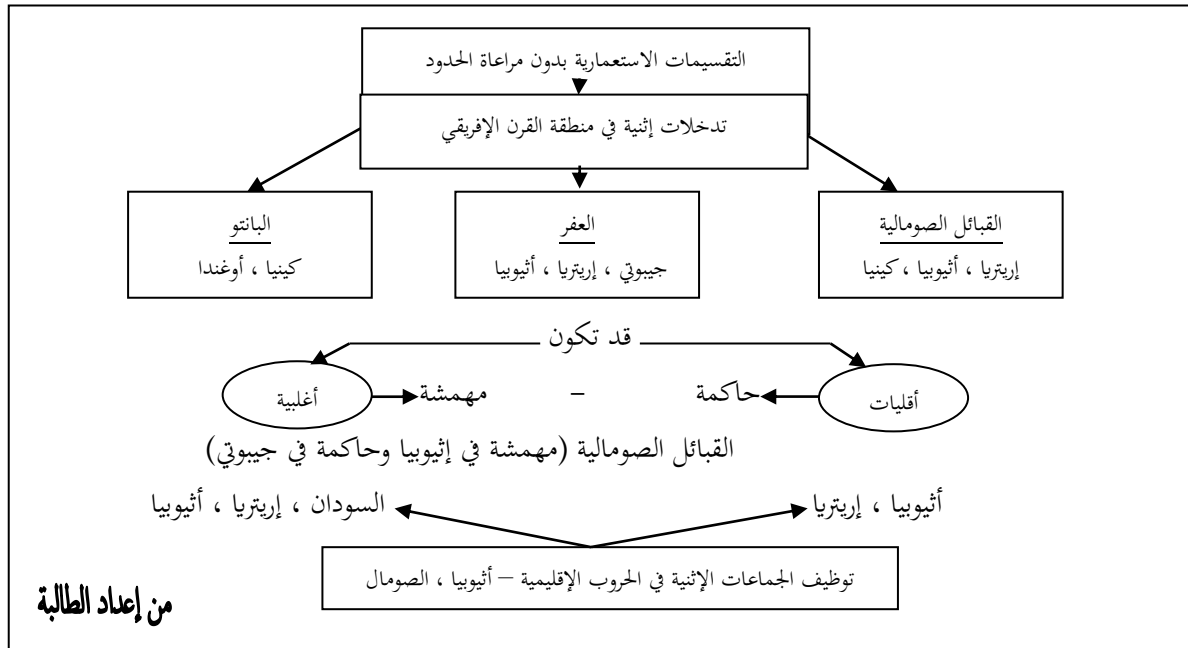 التقسيمات الاستعمارية بدون مراعاة الحدود
تدخلات إثنية في منطقة القرن الإفريقي
القبائل الصومالية
إريتريا ، أثيوبيا ، كينيا
العفر
جيبوتي ، إريتريا ، أثيوبيا
البانتو
كينيا ، أوغندا
قد تكون
أقليات
حاكمة – مهمشة
أغلبية
القبائل الصومالية (مهمشة في إثيوبيا وحاكمة في جيبوتي)
أثيوبيا ، إريتريا
السودان ، إريتريا ، أثيوبيا
توظيف الجماعات الإثنية في الحروب الإقليمية – أثيوبيا ، الصومال
من إعداد الطالبة